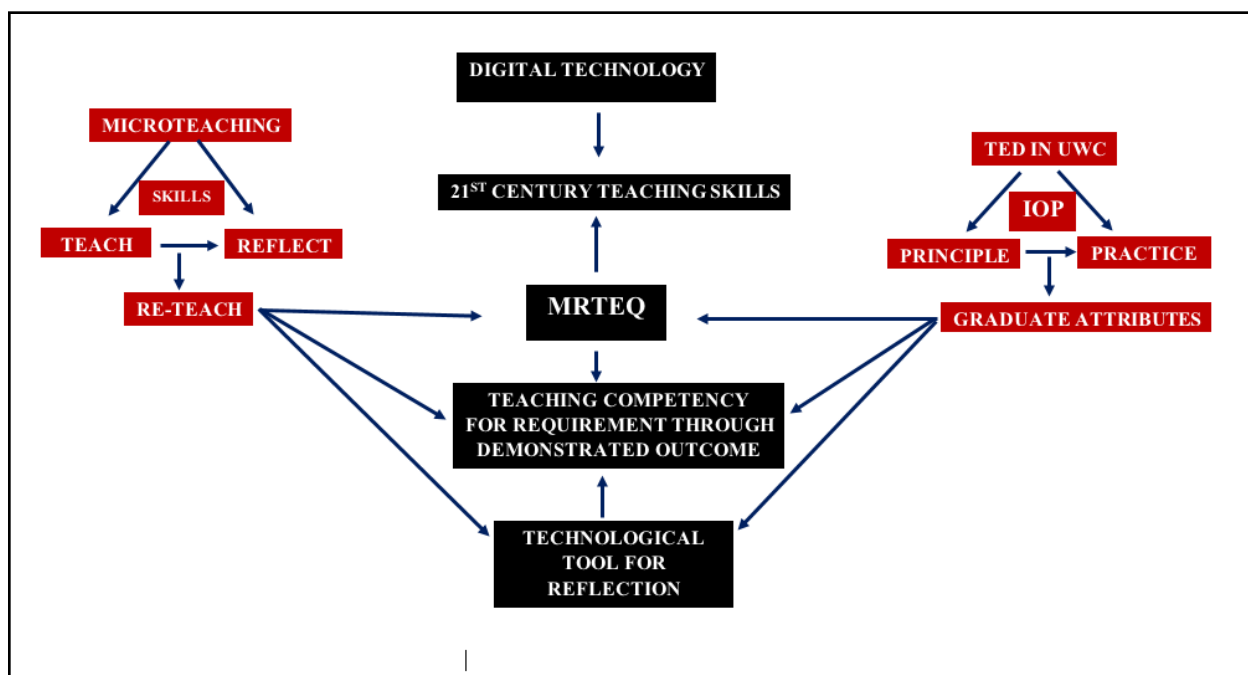 DIGITAL TECHNOLOGY
MICROTEACHING
TED IN UWC
SKILLS
21ST CENTURY TEACHING SKILLS
IOP
TEACH
REFLECT
PRINCIPLE
PRACTICE
RE-TEACH
MRTEQ
GRADUATE ATTRIBUTES
TEACHING COMPETENCY
FOR REQUIREMENT THROUGH
DEMONSTRATED OUTCOME
TECHNOLOGICAL
TOOL FOR
REFLECTION